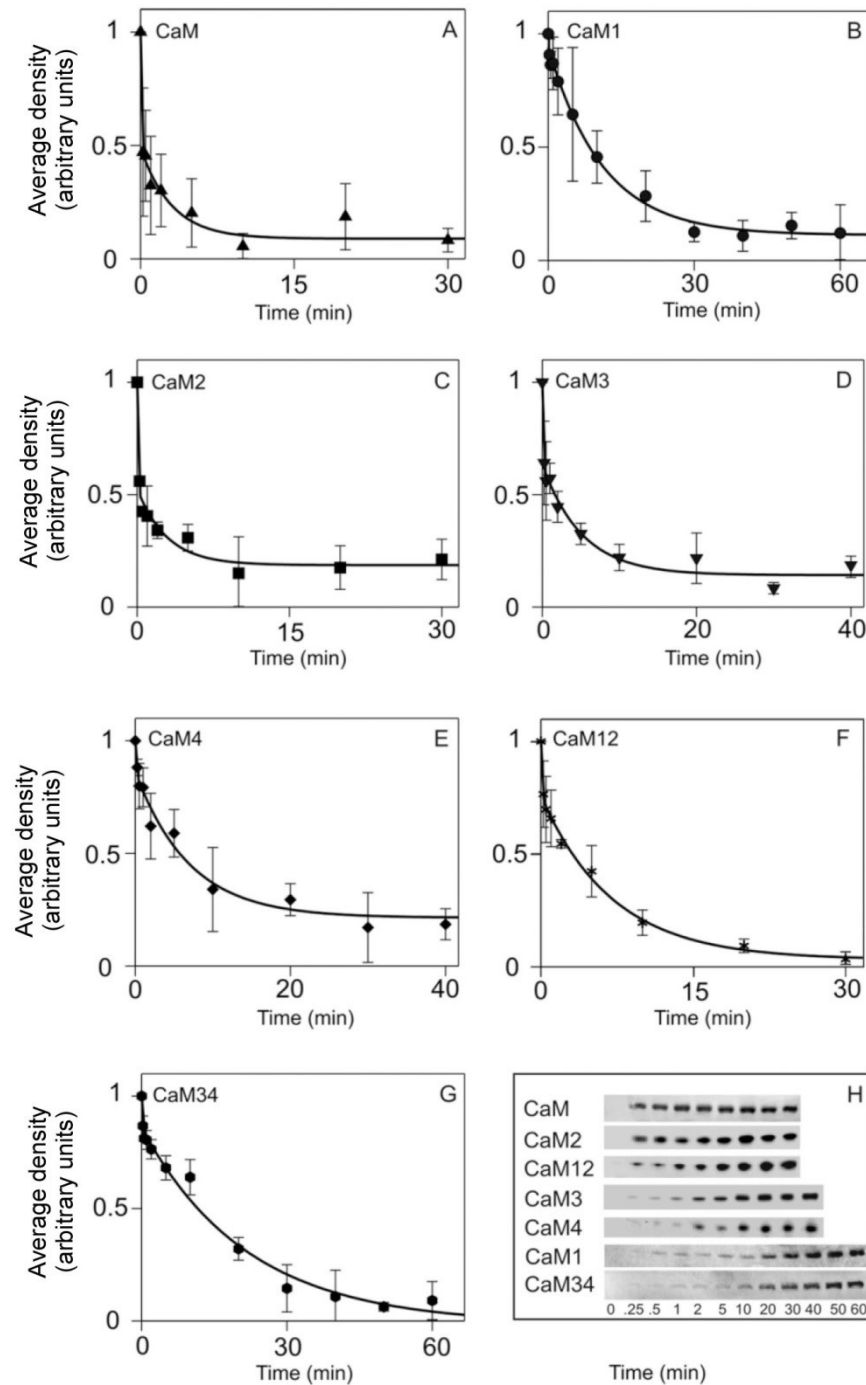 CaM A
1
0.5
0
0 15 30
Time (min)
Average density
(arbitrary units)
CaM1 B
1
0.5
0
0 30 60
Time (min)
CaM2 C
1
0.5
0
0 15 30
Time (min)
Average density
(arbitrary units)
CaM3 D
1
0.5
0
0 20 40
Time (min)
CaM4 E
1
0.5
0
0 20 40
Time (min)
Average density
(arbitrary units)
CaM12 F
1
0.5
0
0 15 30
Time (min)
CaM34 G
1
0.5
0
0 30 60
Time (min)
Average density
(arbitrary units)
H
CaM
CaM2
CaM12
CaM3
CaM4
CaM1
CaM34
0 .25 .5 1 2 5 10 20 30 40 50 60
Time (min)